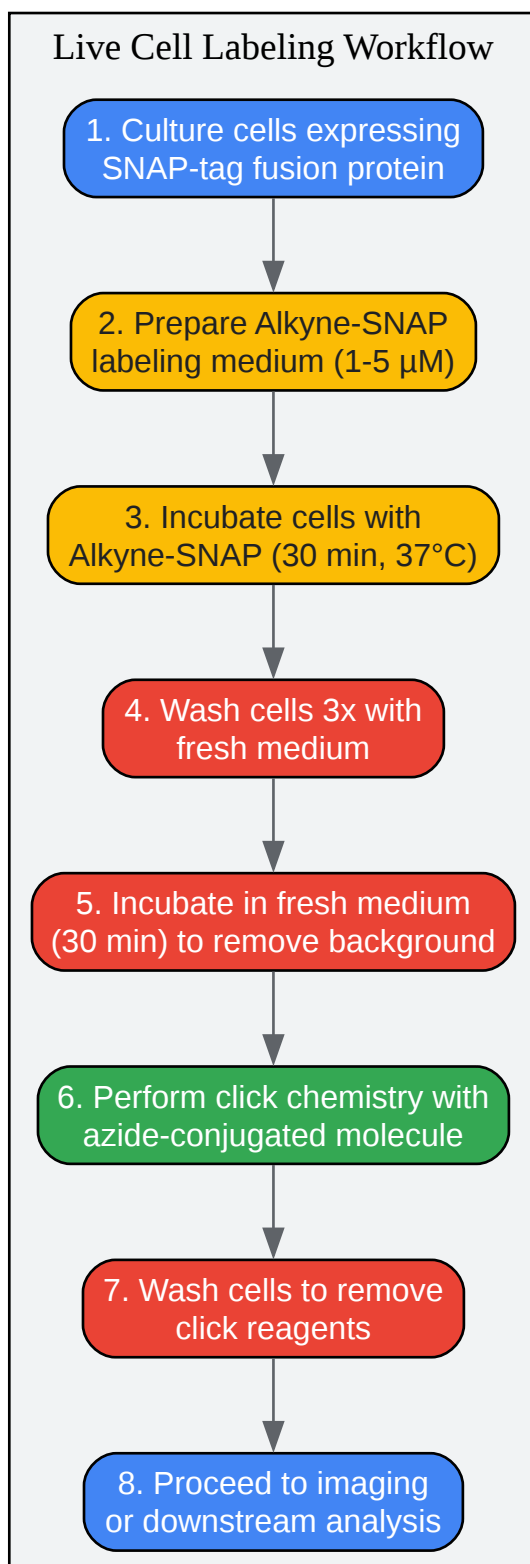 Live Cell Labeling Workflow
1. Culture cells expressing
SNAP-tag fusion protein
2. Prepare Alkyne-SNAP
labeling medium (1-5 µM)
3. Incubate cells with
Alkyne-SNAP (30 min, 37°C)
4. Wash cells 3x with
fresh medium
5. Incubate in fresh medium
(30 min) to remove background
6. Perform click chemistry with
azide-conjugated molecule
7. Wash cells to remove
click reagents
8. Proceed to imaging
or downstream analysis